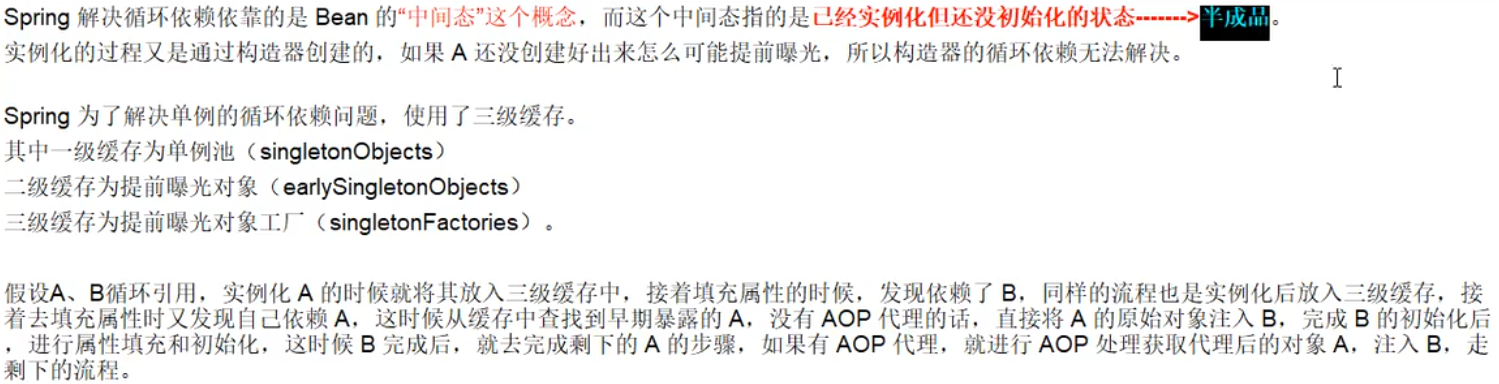 Spring 解决循环依赖依靠的是 Bean 的“中间态”这个概念，而这个中间态指的是已经实例化但还没初始化的状态------->半成品。
实例化的过程又是通过构造器创建的，如果 A 还没创建好出来怎么可能提前曝光，所以构造器的循环依赖无法解决。
Spring 为了解决单例的循环依赖问题，使用了三级缓存。
其中一级缓存为单例池（singletonObjects）
二级缓存为提前曝光对象（earlySingletonObjects）
三级缓存为提前曝光对象工厂（singletonFactories）。
假设A、B循环引用，实例化 A 的时候就将其放入三级缓存中，接着填充属性的时候，发现依赖了 B，同样的流程也是实例化后放入三级缓存，接
着去填充属性时又发现自己依赖 A，这时候从缓存中查找到早期暴露的 A，没有 AOP 代理的话，直接将 A 的原始对象注入 B，完成 B 的初始化后
，进行属性填充和初始化，这时候 B 完成后，就去完成剩下的 A 的步骤，如果有 AOP 代理，就进行 AOP 处理获取代理后的对象 A，注入 B，走
剩下的流程。